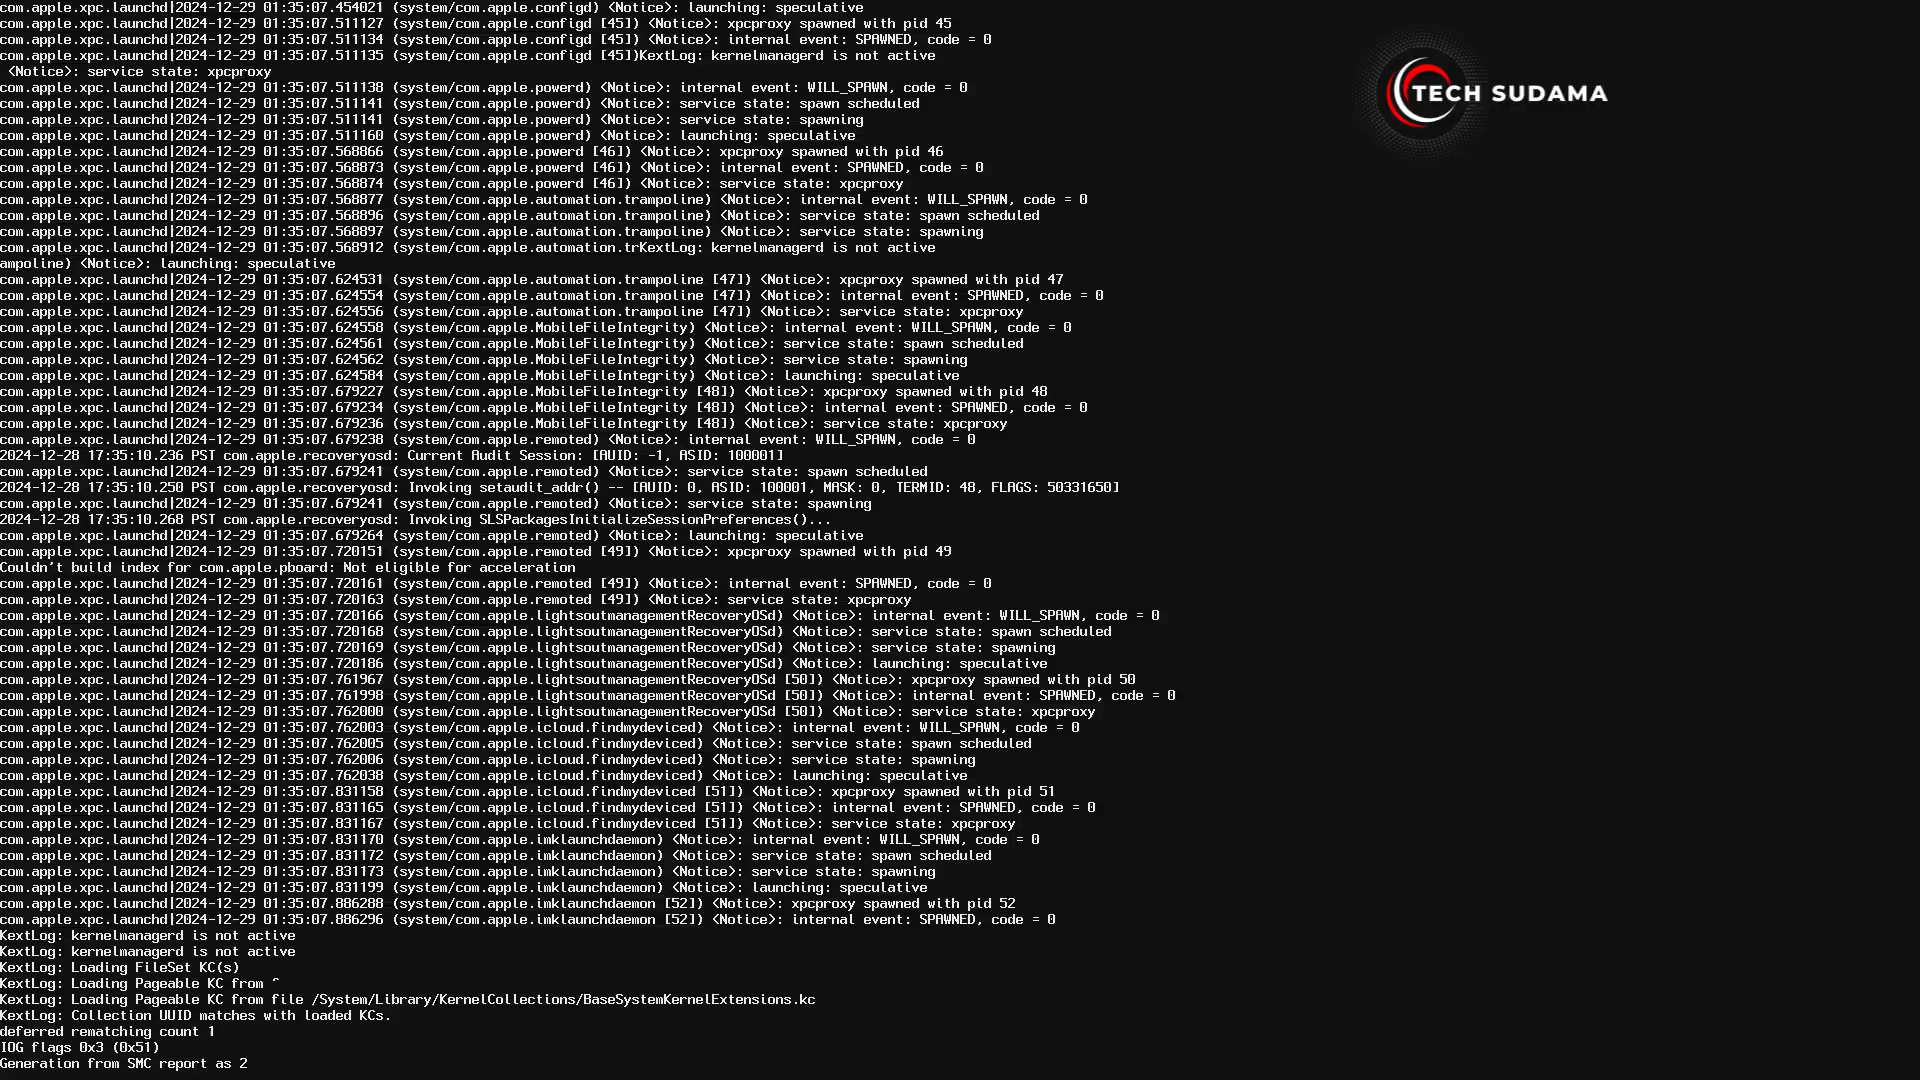 com.apple.xpc.launchd|2024-12-29 01:35:07.454021 (system/com.apple.configd) <Notice>: launching: speculative
com.apple.xpc.launchd|2024-12-29 01:35:07.511127 (system/com.apple.configd [45]) <Notice>: xpcproxy spawned with pid 45
com.apple.xpc.launchd|2024-12-29 01:35:07.511134 (system/com.apple.configd [45]) <Notice>: internal event: SPAWNED, code = 0
com.apple.xpc.launchd|2024-12-29 01:35:07.511135 (system/com.apple.configd [45])KextLog: kernelmanagerd is not active
 <Notice>: service state: xpcproxy
com.apple.xpc.launchd|2024-12-29 01:35:07.511138 (system/com.apple.powerd) <Notice>: internal event: WILL_SPAWN, code = 0
com.apple.xpc.launchd|2024-12-29 01:35:07.511141 (system/com.apple.powerd) <Notice>: service state: spawn scheduled
com.apple.xpc.launchd|2024-12-29 01:35:07.511141 (system/com.apple.powerd) <Notice>: service state: spawning
com.apple.xpc.launchd|2024-12-29 01:35:07.511160 (system/com.apple.powerd) <Notice>: launching: speculative
com.apple.xpc.launchd|2024-12-29 01:35:07.568866 (system/com.apple.powerd [46]) <Notice>: xpcproxy spawned with pid 46
com.apple.xpc.launchd|2024-12-29 01:35:07.568873 (system/com.apple.powerd [46]) <Notice>: internal event: SPAWNED, code = 0
com.apple.xpc.launchd|2024-12-29 01:35:07.568874 (system/com.apple.powerd [46]) <Notice>: service state: xpcproxy
com.apple.xpc.launchd|2024-12-29 01:35:07.568877 (system/com.apple.automation.trampoline) <Notice>: internal event: WILL_SPAWN, code = 0
com.apple.xpc.launchd|2024-12-29 01:35:07.568896 (system/com.apple.automation.trampoline) <Notice>: service state: spawn scheduled
com.apple.xpc.launchd|2024-12-29 01:35:07.568897 (system/com.apple.automation.trampoline) <Notice>: service state: spawning
com.apple.xpc.launchd|2024-12-29 01:35:07.568912 (system/com.apple.automation.trKextLog: kernelmanagerd is not active
ampoline) <Notice>: launching: speculative
com.apple.xpc.launchd|2024-12-29 01:35:07.624531 (system/com.apple.automation.trampoline [47]) <Notice>: xpcproxy spawned with pid 47
com.apple.xpc.launchd|2024-12-29 01:35:07.624554 (system/com.apple.automation.trampoline [47]) <Notice>: internal event: SPAWNED, code = 0
com.apple.xpc.launchd|2024-12-29 01:35:07.624556 (system/com.apple.automation.trampoline [47]) <Notice>: service state: xpcproxy
com.apple.xpc.launchd|2024-12-29 01:35:07.624558 (system/com.apple.MobileFileIntegrity) <Notice>: internal event: WILL_SPAWN, code = 0
com.apple.xpc.launchd|2024-12-29 01:35:07.624561 (system/com.apple.MobileFileIntegrity) <Notice>: service state: spawn scheduled
com.apple.xpc.launchd|2024-12-29 01:35:07.624562 (system/com.apple.MobileFileIntegrity) <Notice>: service state: spawning
com.apple.xpc.launchd|2024-12-29 01:35:07.624584 (system/com.apple.MobileFileIntegrity) <Notice>: launching: speculative
com.apple.xpc.launchd|2024-12-29 01:35:07.679227 (system/com.apple.MobileFileIntegrity [48]) <Notice>: xpcproxy spawned with pid 48
com.apple.xpc.launchd|2024-12-29 01:35:07.679234 (system/com.apple.MobileFileIntegrity [48]) <Notice>: internal event: SPAWNED, code = 0
com.apple.xpc.launchd|2024-12-29 01:35:07.679236 (system/com.apple.MobileFileIntegrity [48]) <Notice>: service state: xpcproxy
com.apple.xpc.launchd|2024-12-29 01:35:07.679238 (system/com.apple.remoted) <Notice>: internal event: WILL_SPAWN, code = 0
2024-12-28 17:35:10.236 PST com.apple.recoveryosd: Current Audit Session: [AUID: -1, ASID: 100001]
com.apple.xpc.launchd|2024-12-29 01:35:07.679241 (system/com.apple.remoted) <Notice>: service state: spawn scheduled
2024-12-28 17:35:10.250 PST com.apple.recoveryosd: Invoking setaudit_addr() -- [AUID: 0, ASID: 100001, MASK: 0, TERMID: 48, FLAGS: 50331650]
com.apple.xpc.launchd|2024-12-29 01:35:07.679241 (system/com.apple.remoted) <Notice>: service state: spawning
2024-12-28 17:35:10.268 PST com.apple.recoveryosd: Invoking SLSPackagesInitializeSessionPreferences()...
com.apple.xpc.launchd|2024-12-29 01:35:07.679264 (system/com.apple.remoted) <Notice>: launching: speculative
com.apple.xpc.launchd|2024-12-29 01:35:07.720151 (system/com.apple.remoted [49]) <Notice>: xpcproxy spawned with pid 49
Couldn't build index for com.apple.pboard: Not eligible for acceleration
com.apple.xpc.launchd|2024-12-29 01:35:07.720161 (system/com.apple.remoted [49]) <Notice>: internal event: SPAWNED, code = 0
com.apple.xpc.launchd|2024-12-29 01:35:07.720163 (system/com.apple.remoted [49]) <Notice>: service state: xpcproxy
com.apple.xpc.launchd|2024-12-29 01:35:07.720166 (system/com.apple.lightsoutmanagementRecoveryOSd) <Notice>: internal event: WILL_SPAWN, code = 0
com.apple.xpc.launchd|2024-12-29 01:35:07.720168 (system/com.apple.lightsoutmanagementRecoveryOSd) <Notice>: service state: spawn scheduled
com.apple.xpc.launchd|2024-12-29 01:35:07.720169 (system/com.apple.lightsoutmanagementRecoveryOSd) <Notice>: service state: spawning
com.apple.xpc.launchd|2024-12-29 01:35:07.720186 (system/com.apple.lightsoutmanagementRecoveryOSd) <Notice>: launching: speculative
com.apple.xpc.launchd|2024-12-29 01:35:07.761967 (system/com.apple.lightsoutmanagementRecoveryOSd [50]) <Notice>: xpcproxy spawned with pid 50
com.apple.xpc.launchd|2024-12-29 01:35:07.761998 (system/com.apple.lightsoutmanagementRecoveryOSd [50]) <Notice>: internal event: SPAWNED, code = 0
com.apple.xpc.launchd|2024-12-29 01:35:07.762000 (system/com.apple.lightsoutmanagementRecoveryOSd [50]) <Notice>: service state: xpcproxy
com.apple.xpc.launchd|2024-12-29 01:35:07.762003 (system/com.apple.icloud.findmydeviced) <Notice>: internal event: WILL_SPAWN, code = 0
com.apple.xpc.launchd|2024-12-29 01:35:07.762005 (system/com.apple.icloud.findmydeviced) <Notice>: service state: spawn scheduled
com.apple.xpc.launchd|2024-12-29 01:35:07.762006 (system/com.apple.icloud.findmydeviced) <Notice>: service state: spawning
com.apple.xpc.launchd|2024-12-29 01:35:07.762038 (system/com.apple.icloud.findmydeviced) <Notice>: launching: speculative
com.apple.xpc.launchd|2024-12-29 01:35:07.831158 (system/com.apple.icloud.findmydeviced [51]) <Notice>: xpcproxy spawned with pid 51
com.apple.xpc.launchd|2024-12-29 01:35:07.831165 (system/com.apple.icloud.findmydeviced [51]) <Notice>: internal event: SPAWNED, code = 0
com.apple.xpc.launchd|2024-12-29 01:35:07.831167 (system/com.apple.icloud.findmydeviced [51]) <Notice>: service state: xpcproxy
com.apple.xpc.launchd|2024-12-29 01:35:07.831170 (system/com.apple.imklaunchdaemon) <Notice>: internal event: WILL_SPAWN, code = 0
com.apple.xpc.launchd|2024-12-29 01:35:07.831172 (system/com.apple.imklaunchdaemon) <Notice>: service state: spawn scheduled
com.apple.xpc.launchd|2024-12-29 01:35:07.831173 (system/com.apple.imklaunchdaemon) <Notice>: service state: spawning
com.apple.xpc.launchd|2024-12-29 01:35:07.831199 (system/com.apple.imklaunchdaemon) <Notice>: launching: speculative
com.apple.xpc.launchd|2024-12-29 01:35:07.886288 (system/com.apple.imklaunchdaemon [52]) <Notice>: xpcproxy spawned with pid 52
com.apple.xpc.launchd|2024-12-29 01:35:07.886296 (system/com.apple.imklaunchdaemon [52]) <Notice>: internal event: SPAWNED, code = 0
KextLog: kernelmanagerd is not active
KextLog: kernelmanagerd is not active
KextLog: Loading FileSet KC(s)
KextLog: Loading Pageable KC from ^
KextLog: Loading Pageable KC from file /System/Library/KernelCollections/BaseSystemKernelExtensions.kc
KextLog: Collection UUID matches with loaded KCs.
deferred rematching count 1
IOG flags 0x3 (0x51)
Generation from SMC report as 2
TECH SUDAMA